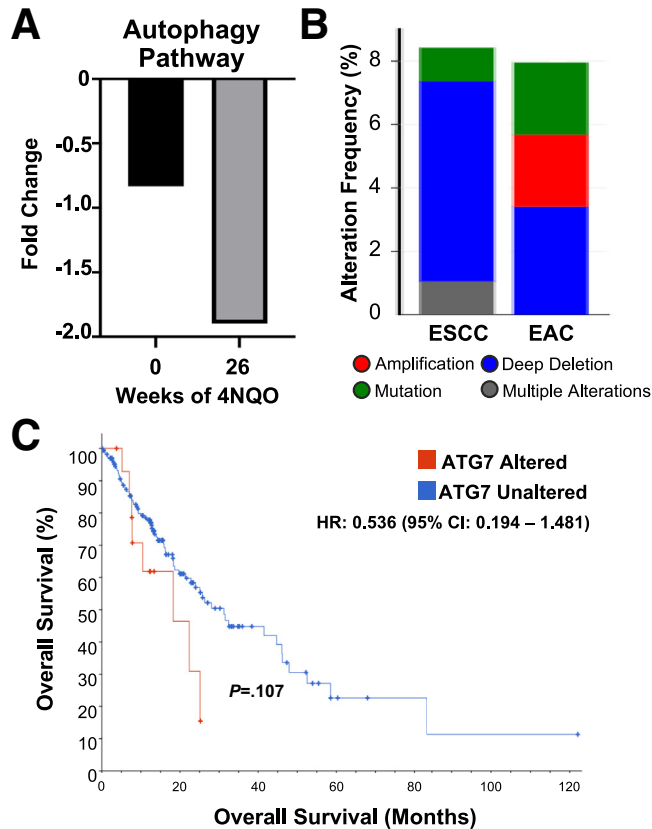 A
Autophagy
Pathway
0
-0.5
-1.0
-1.5
-2.0
Fold Change
0
26
Weeks of 4NQO
B
8
6
4
2
0
Alteration Frequency (%)
ESCC
EAC
Amplification
Deep Deletion
Mutation
Multiple Alterations
C
100
90
80
70
60
50
40
30
20
10
0
Overall Survival (%)
ATG7 Altered
ATG7 Unaltered
HR: 0.536 (95% CI: 0.194 – 1.481)
P=.107
0
20
40
60
80
100
120
Overall Survival (Months)